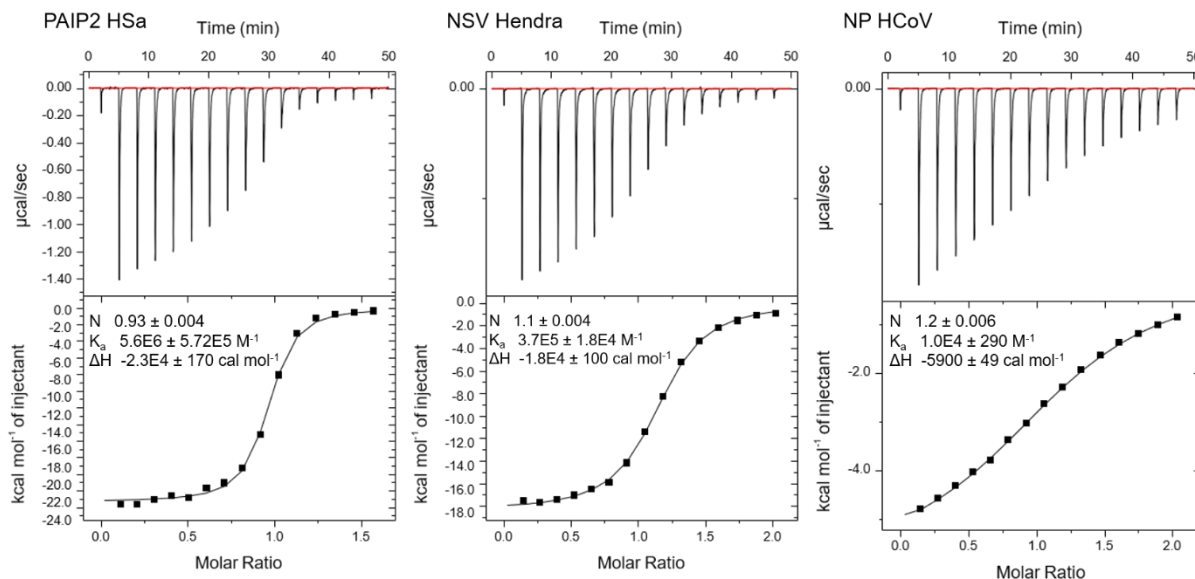 PAIP2 HSa
Time (min)
0 10 20 30 40 50
0.00
-0.20
-0.40
-0.60
-0.80
-1.00
-1.20
-1.40
µcal/sec
0.0
-2.0
-4.0
-6.0
-8.0
-10.0
-12.0
-14.0
-16.0
-18.0
-20.0
-22.0
-24.0
kcal mol⁻¹ of injectant
N 0.93 ± 0.004
Kₐ 5.6E6 ± 5.72E5 M⁻¹
ΔH -2.3E4 ± 170 cal mol⁻¹
0.0 0.5 1.0 1.5
Molar Ratio
NSV Hendra
Time (min)
0 10 20 30 40 50
0.00
µcal/sec
0.0
-2.0
-4.0
-6.0
-8.0
-10.0
-12.0
-14.0
-16.0
-18.0
kcal mol⁻¹ of injectant
N 1.1 ± 0.004
Kₐ 3.7E5 ± 1.8E4 M⁻¹
ΔH -1.8E4 ± 100 cal mol⁻¹
0.0 0.5 1.0 1.5 2.0
Molar Ratio
NP HCoV
Time (min)
0 10 20 30 40 50
0.00
µcal/sec
-2.0
-4.0
kcal mol⁻¹ of injectant
N 1.2 ± 0.006
Kₐ 1.0E4 ± 290 M⁻¹
ΔH -5900 ± 49 cal mol⁻¹
0.0 0.5 1.0 1.5 2.0
Molar Ratio